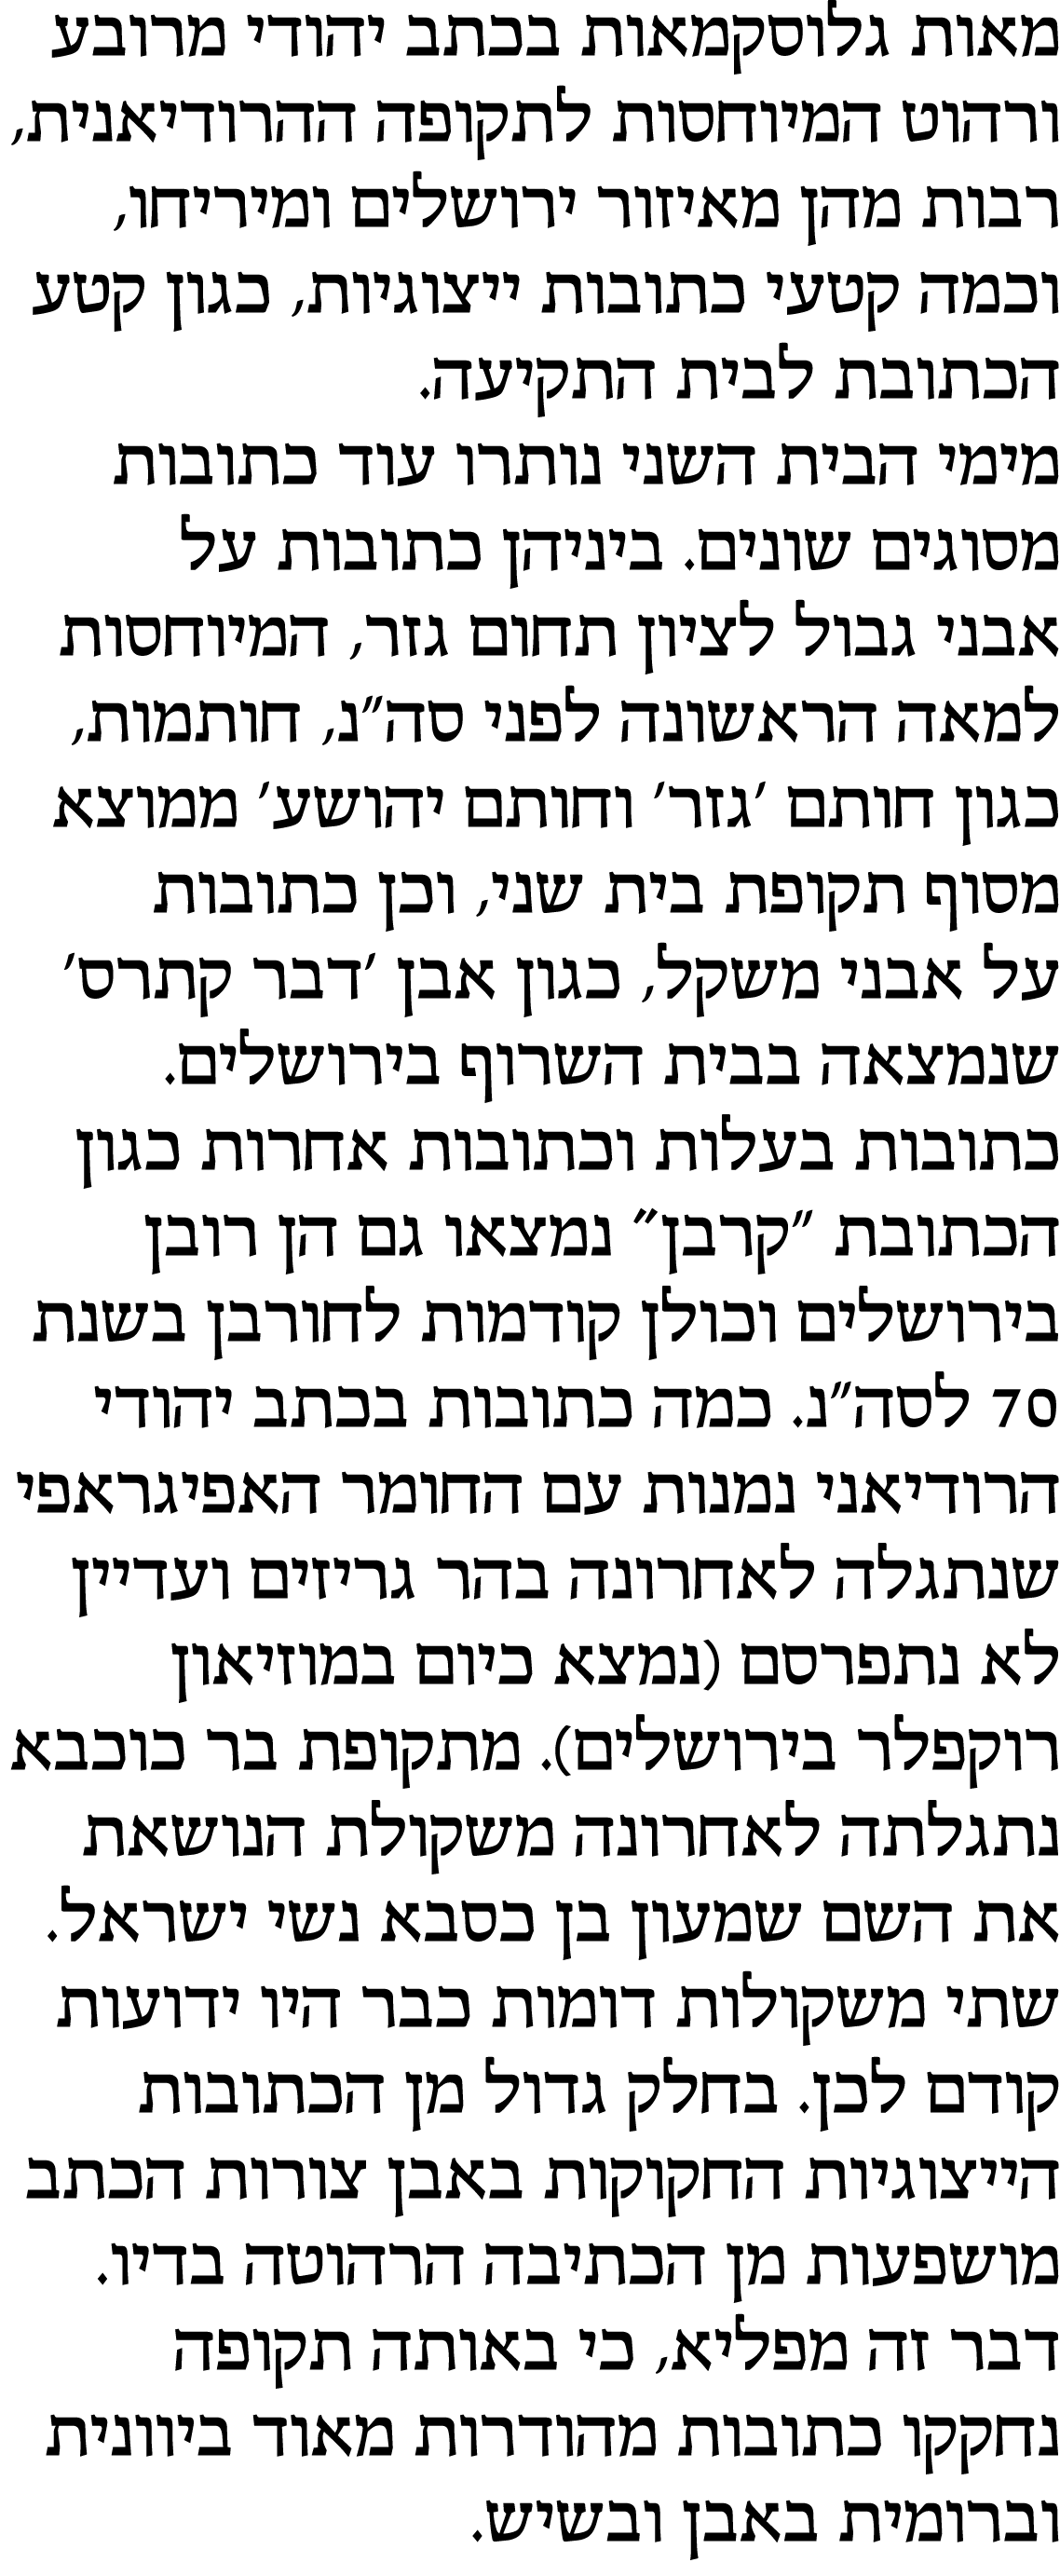 מאות גלוסקמאות בכתב יהודי מרובע
ורהוט המיוחסות לתקופה ההרודיאנית,
רבות מהן מאיזור ירושלים ומיריחו,
וכמה קטעי כתובות ייצוגיות, כגון קטע
הכתובת לבית התקיעה.
מימי הבית השני נותרו עוד כתובות
מסוגים שונים. ביניהן כתובות על
אבני גבול לציון תחום גזר, המיוחסות
למאה הראשונה לפני סה"נ, חותמות,
כגון חותם 'גזר' וחותם יהושע' ממוצא
מסוף תקופת בית שני, וכן כתובות
על אבני משקל, כגון אבן 'דבר קתרס'
שנמצאה בבית השרוף בירושלים.
כתובות בעלות וכתובות אחרות כגון
הכתובת "קרבן" נמצאו גם הן רובן
בירושלים וכולן קודמות לחורבן בשנת
70 לסה"נ. כמה כתובות בכתב יהודי
הרודיאני נמנות עם החומר האפיגראפי
שנתגלה לאחרונה בהר גריזים ועדיין
לא נתפרסם (נמצא כיום במוזיאון
רוקפלר בירושלים). מתקופת בר כוכבא
נתגלתה לאחרונה משקולת הנושאת
את השם שמעון בן כסבא נשי ישראל.
שתי משקולות דומות כבר היו ידועות
קודם לכן. בחלק גדול מן הכתובות
הייצוגיות החקוקות באבן צורות הכתב
מושפעות מן הכתיבה הרהוטה בדיו.
דבר זה מפליא, כי באותה תקופה
נחקקו כתובות מהודרות מאוד ביוונית
וברומית באבן ובשיש.